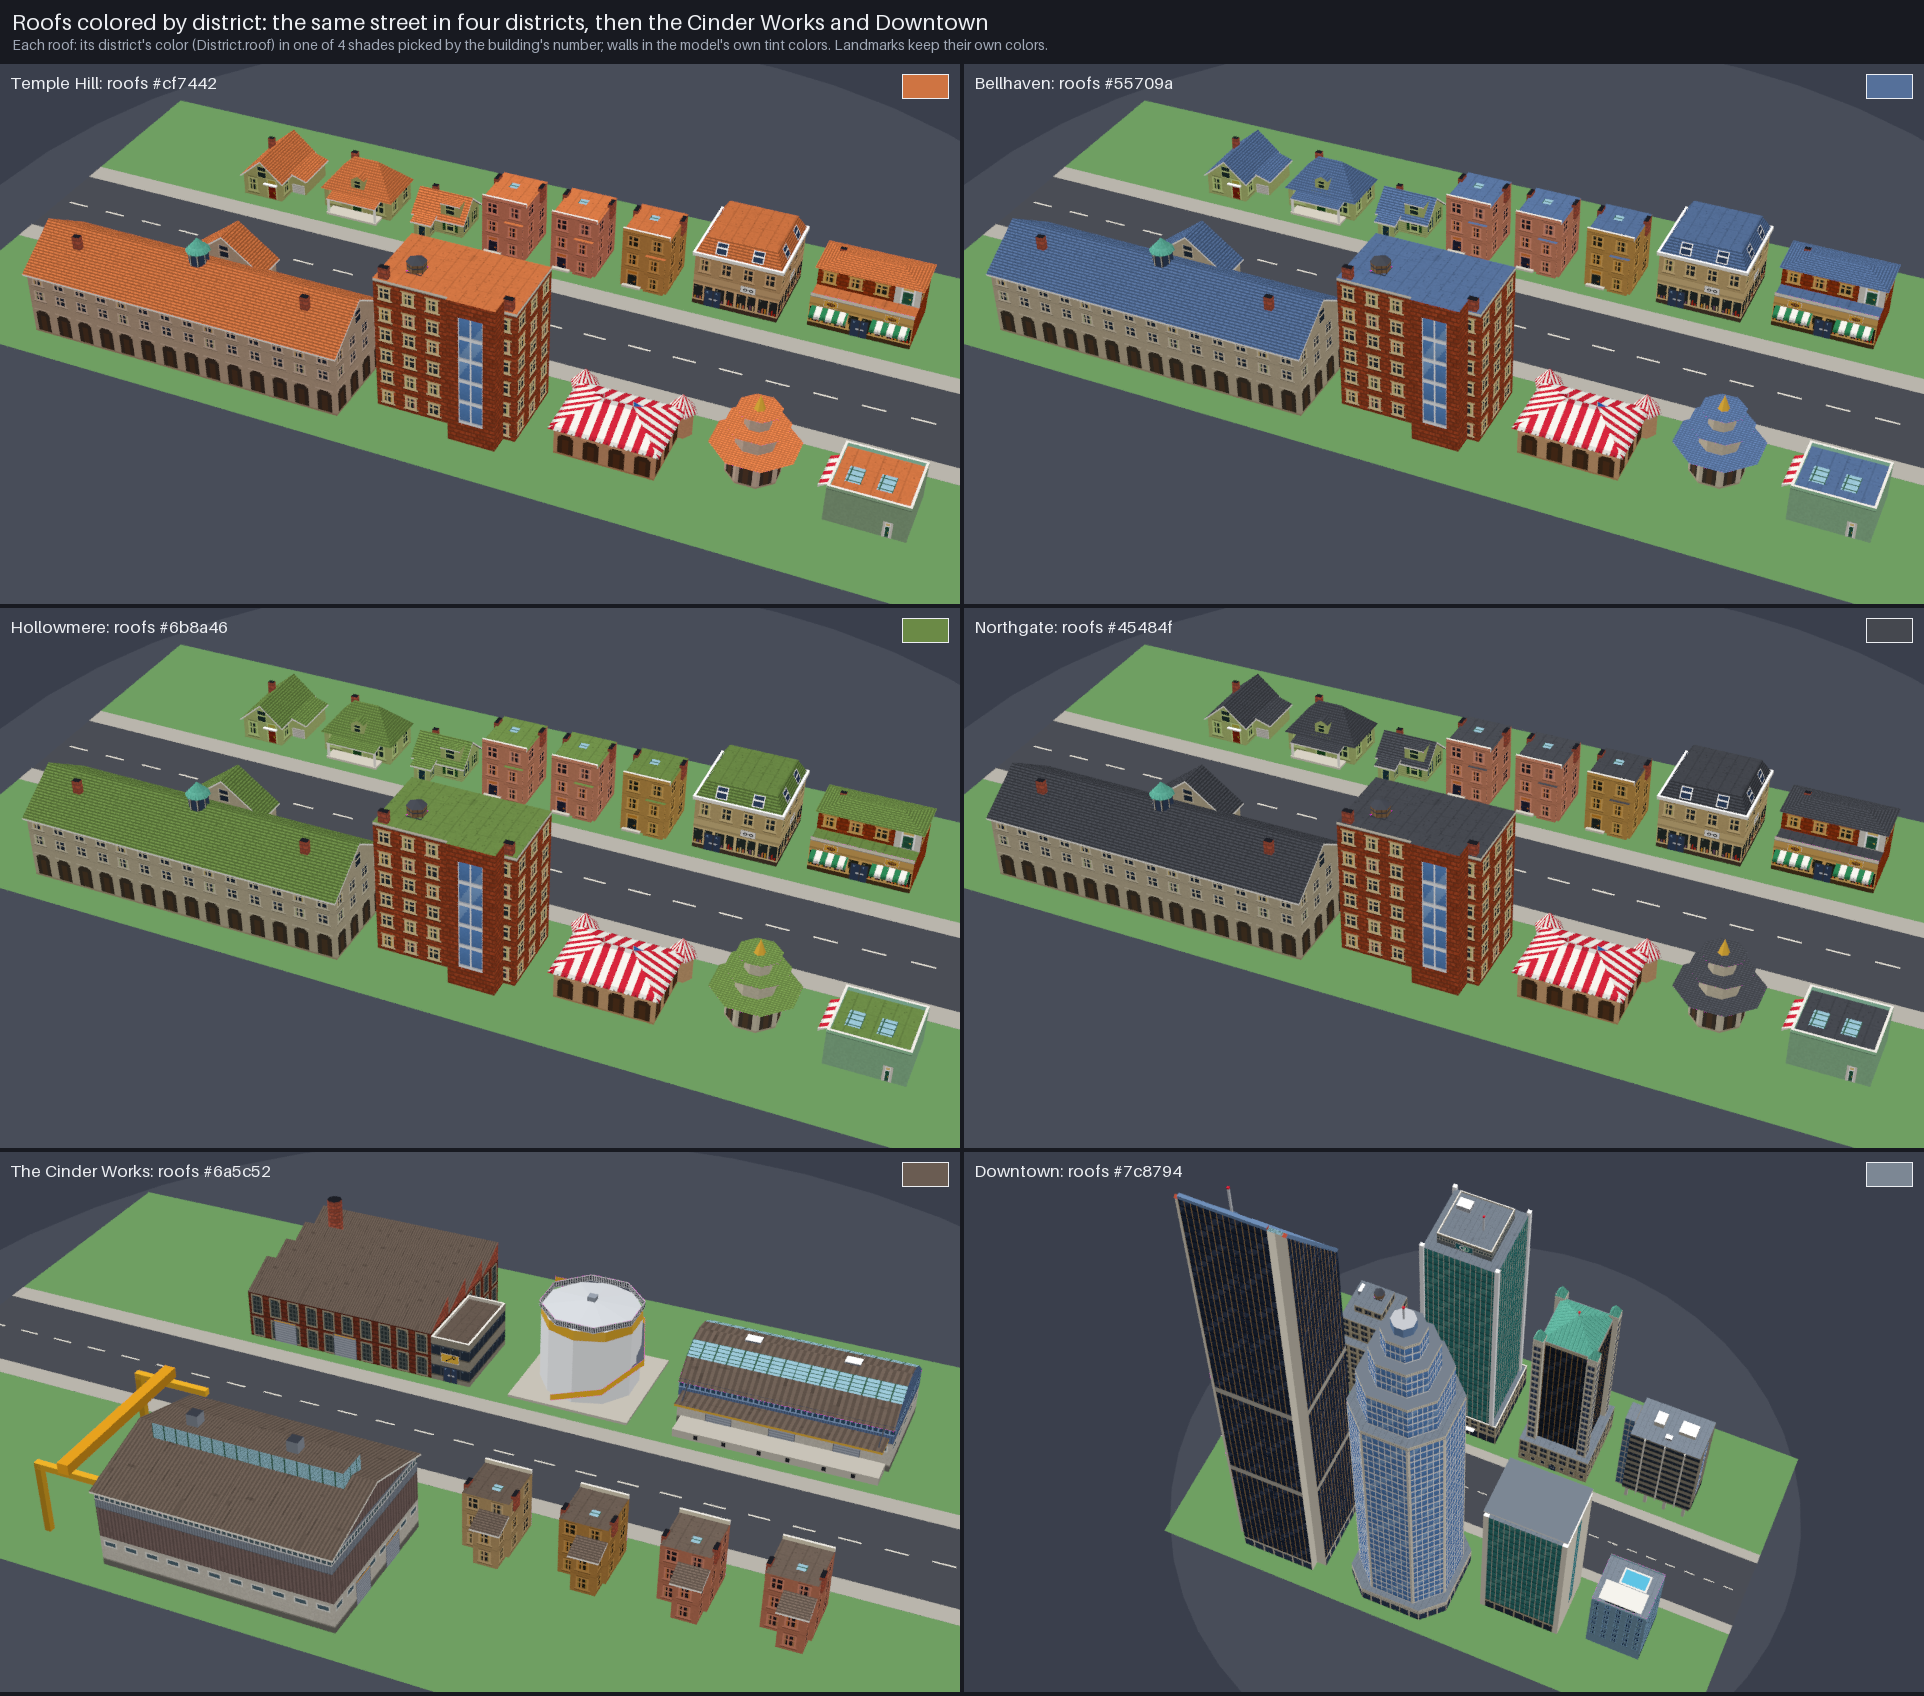 Roofs colored by district: the same street in four districts, then the Cinder Works and Downtown
Each roof: its district's color (District.roof) in one of 4 shades picked by the building's number; walls in the model's own tint colors. Landmarks keep their own colors.
Temple Hill: roofs #cf7442
Bellhaven: roofs #55709a
Hollowmere: roofs #6b8a46
Northgate: roofs #45484f
The Cinder Works: roofs #6a5c52
Downtown: roofs #7c8794